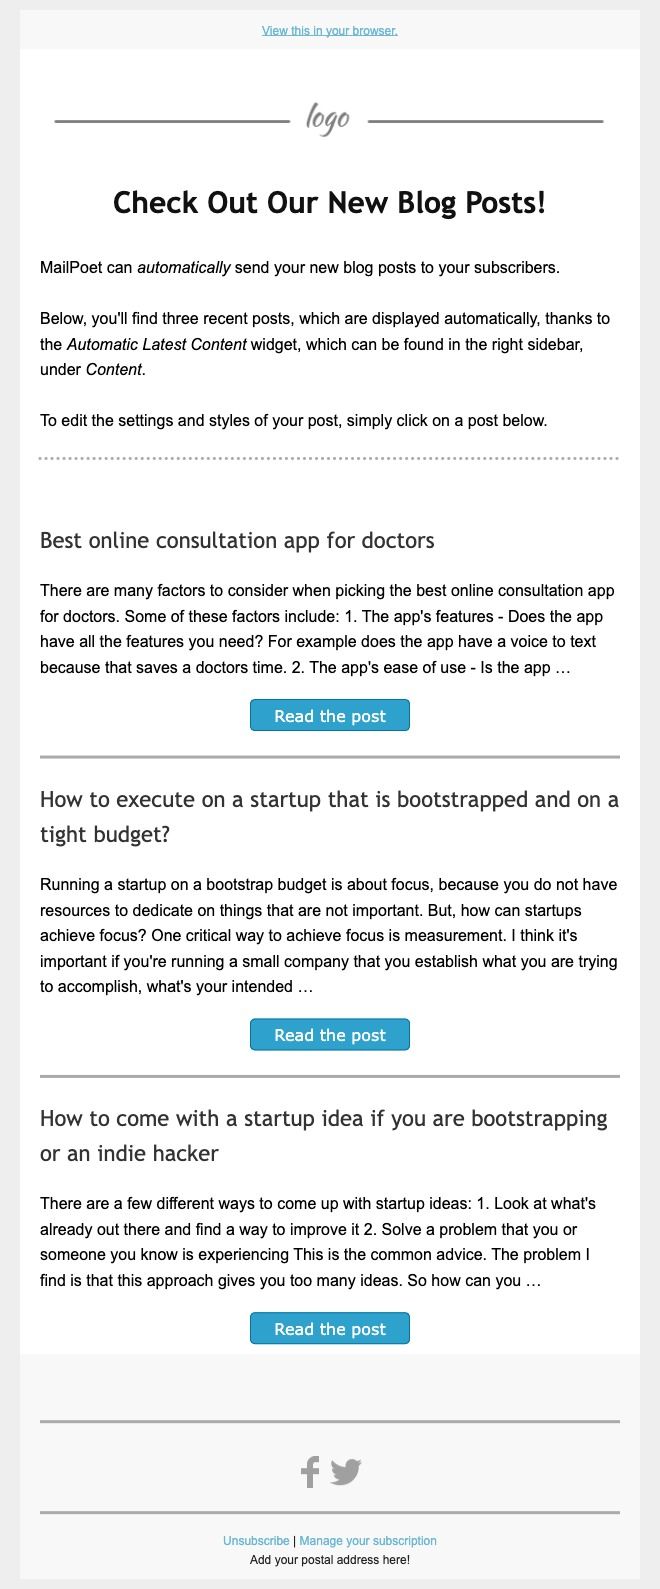 View this in your browser.
logo
Check Out Our New Blog Posts!
MailPoet can automatically send your new blog posts to your subscribers.
Below, you'll find three recent posts, which are displayed automatically, thanks to
the Automatic Latest Content widget, which can be found in the right sidebar,
under Content.
To edit the settings and styles of your post, simply click on a post below.
Best online consultation app for doctors
There are many factors to consider when picking the best online consultation app
for doctors. Some of these factors include: 1. The app's features - Does the app
have all the features you need? For example does the app have a voice to text
because that saves a doctors time. 2. The app's ease of use - Is the app …
Read the post
How to execute on a startup that is bootstrapped and on a
tight budget?
Running a startup on a bootstrap budget is about focus, because you do not have
resources to dedicate on things that are not important. But, how can startups
achieve focus? One critical way to achieve focus is measurement. I think it's
important if you're running a small company that you establish what you are trying
to accomplish, what's your intended …
Read the post
How to come with a startup idea if you are bootstrapping
or an indie hacker
There are a few different ways to come up with startup ideas: 1. Look at what's
already out there and find a way to improve it 2. Solve a problem that you or
someone you know is experiencing This is the common advice. The problem I
find is that this approach gives you too many ideas. So how can you …
Read the post
Unsubscribe | Manage your subscription
Add your postal address here!